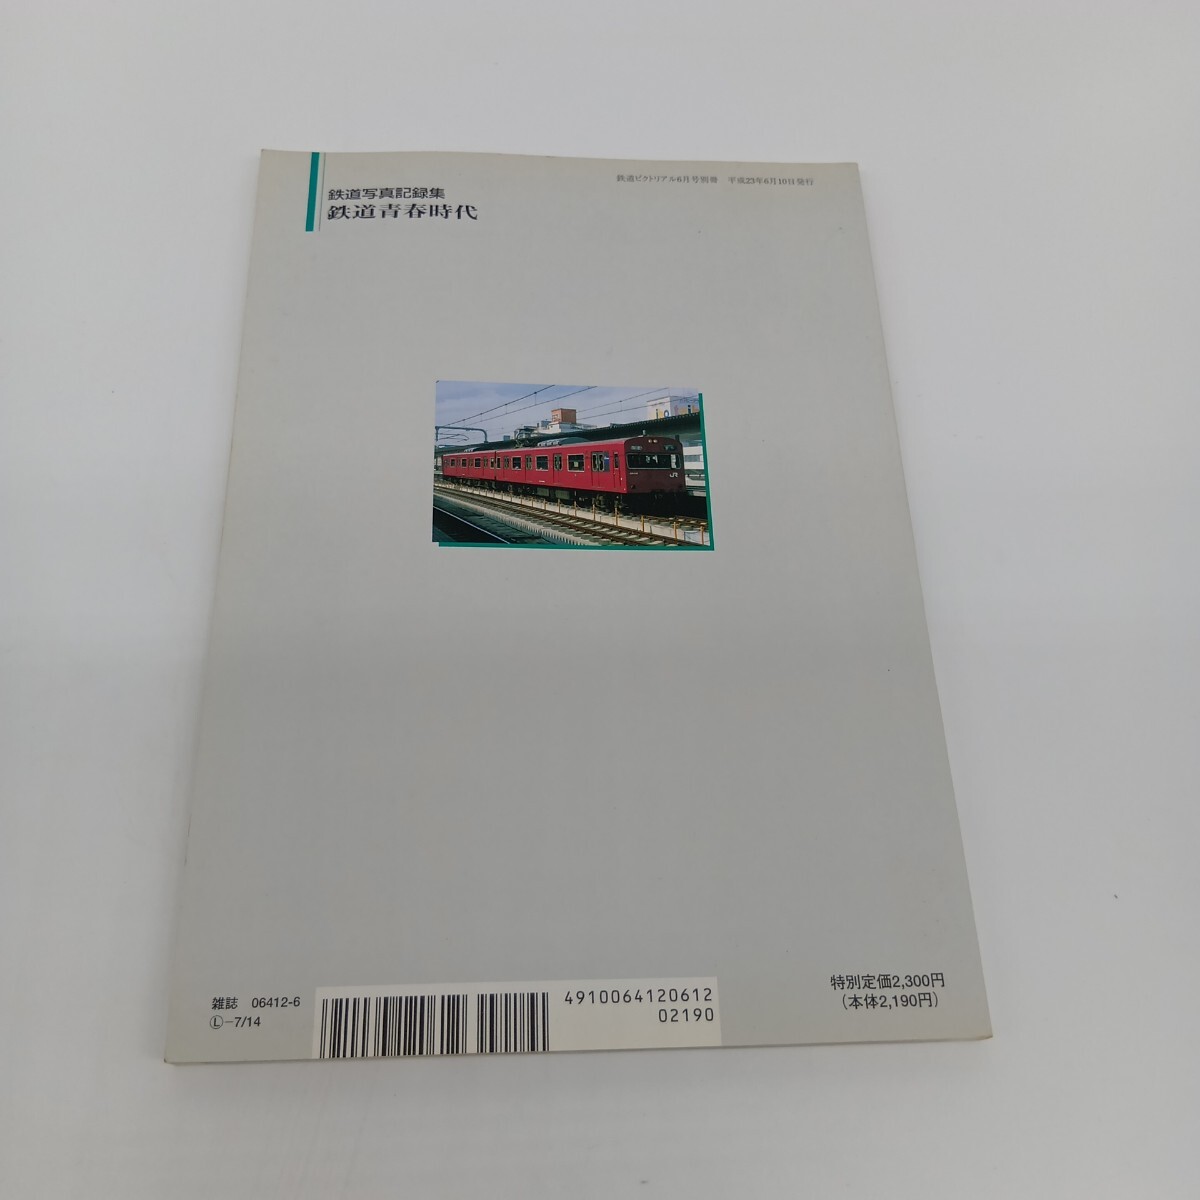 鉄道ピクトリアル6月号別冊　平成23年6月10日発行
鉄道写真記録集
鉄道青春時代
JR
雑誌 06412-6
Ⓛ-7/14
4910064120612
02190
特別定価2,300円
（本体2,190円）